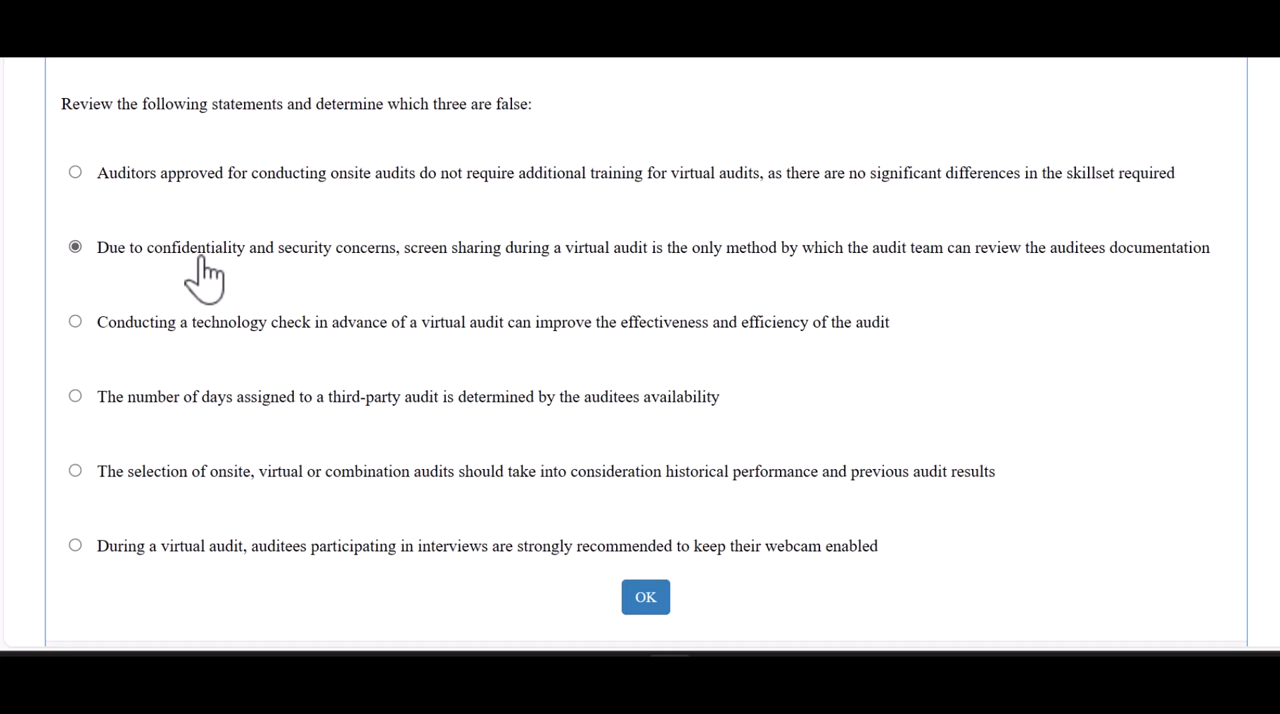 Review the following statements and determine which three are false:
Auditors approved for conducting onsite audits do not require additional training for virtual audits, as there are no significant differences in the skillset required
Due to confidentiality and security concerns, screen sharing during a virtual audit is the only method by which the audit team can review the auditees documentation
Conducting a technology check in advance of a virtual audit can improve the effectiveness and efficiency of the audit
The number of days assigned to a third-party audit is determined by the auditees availability
The selection of onsite, virtual or combination audits should take into consideration historical performance and previous audit results
During a virtual audit, auditees participating in interviews are strongly recommended to keep their webcam enabled
OK